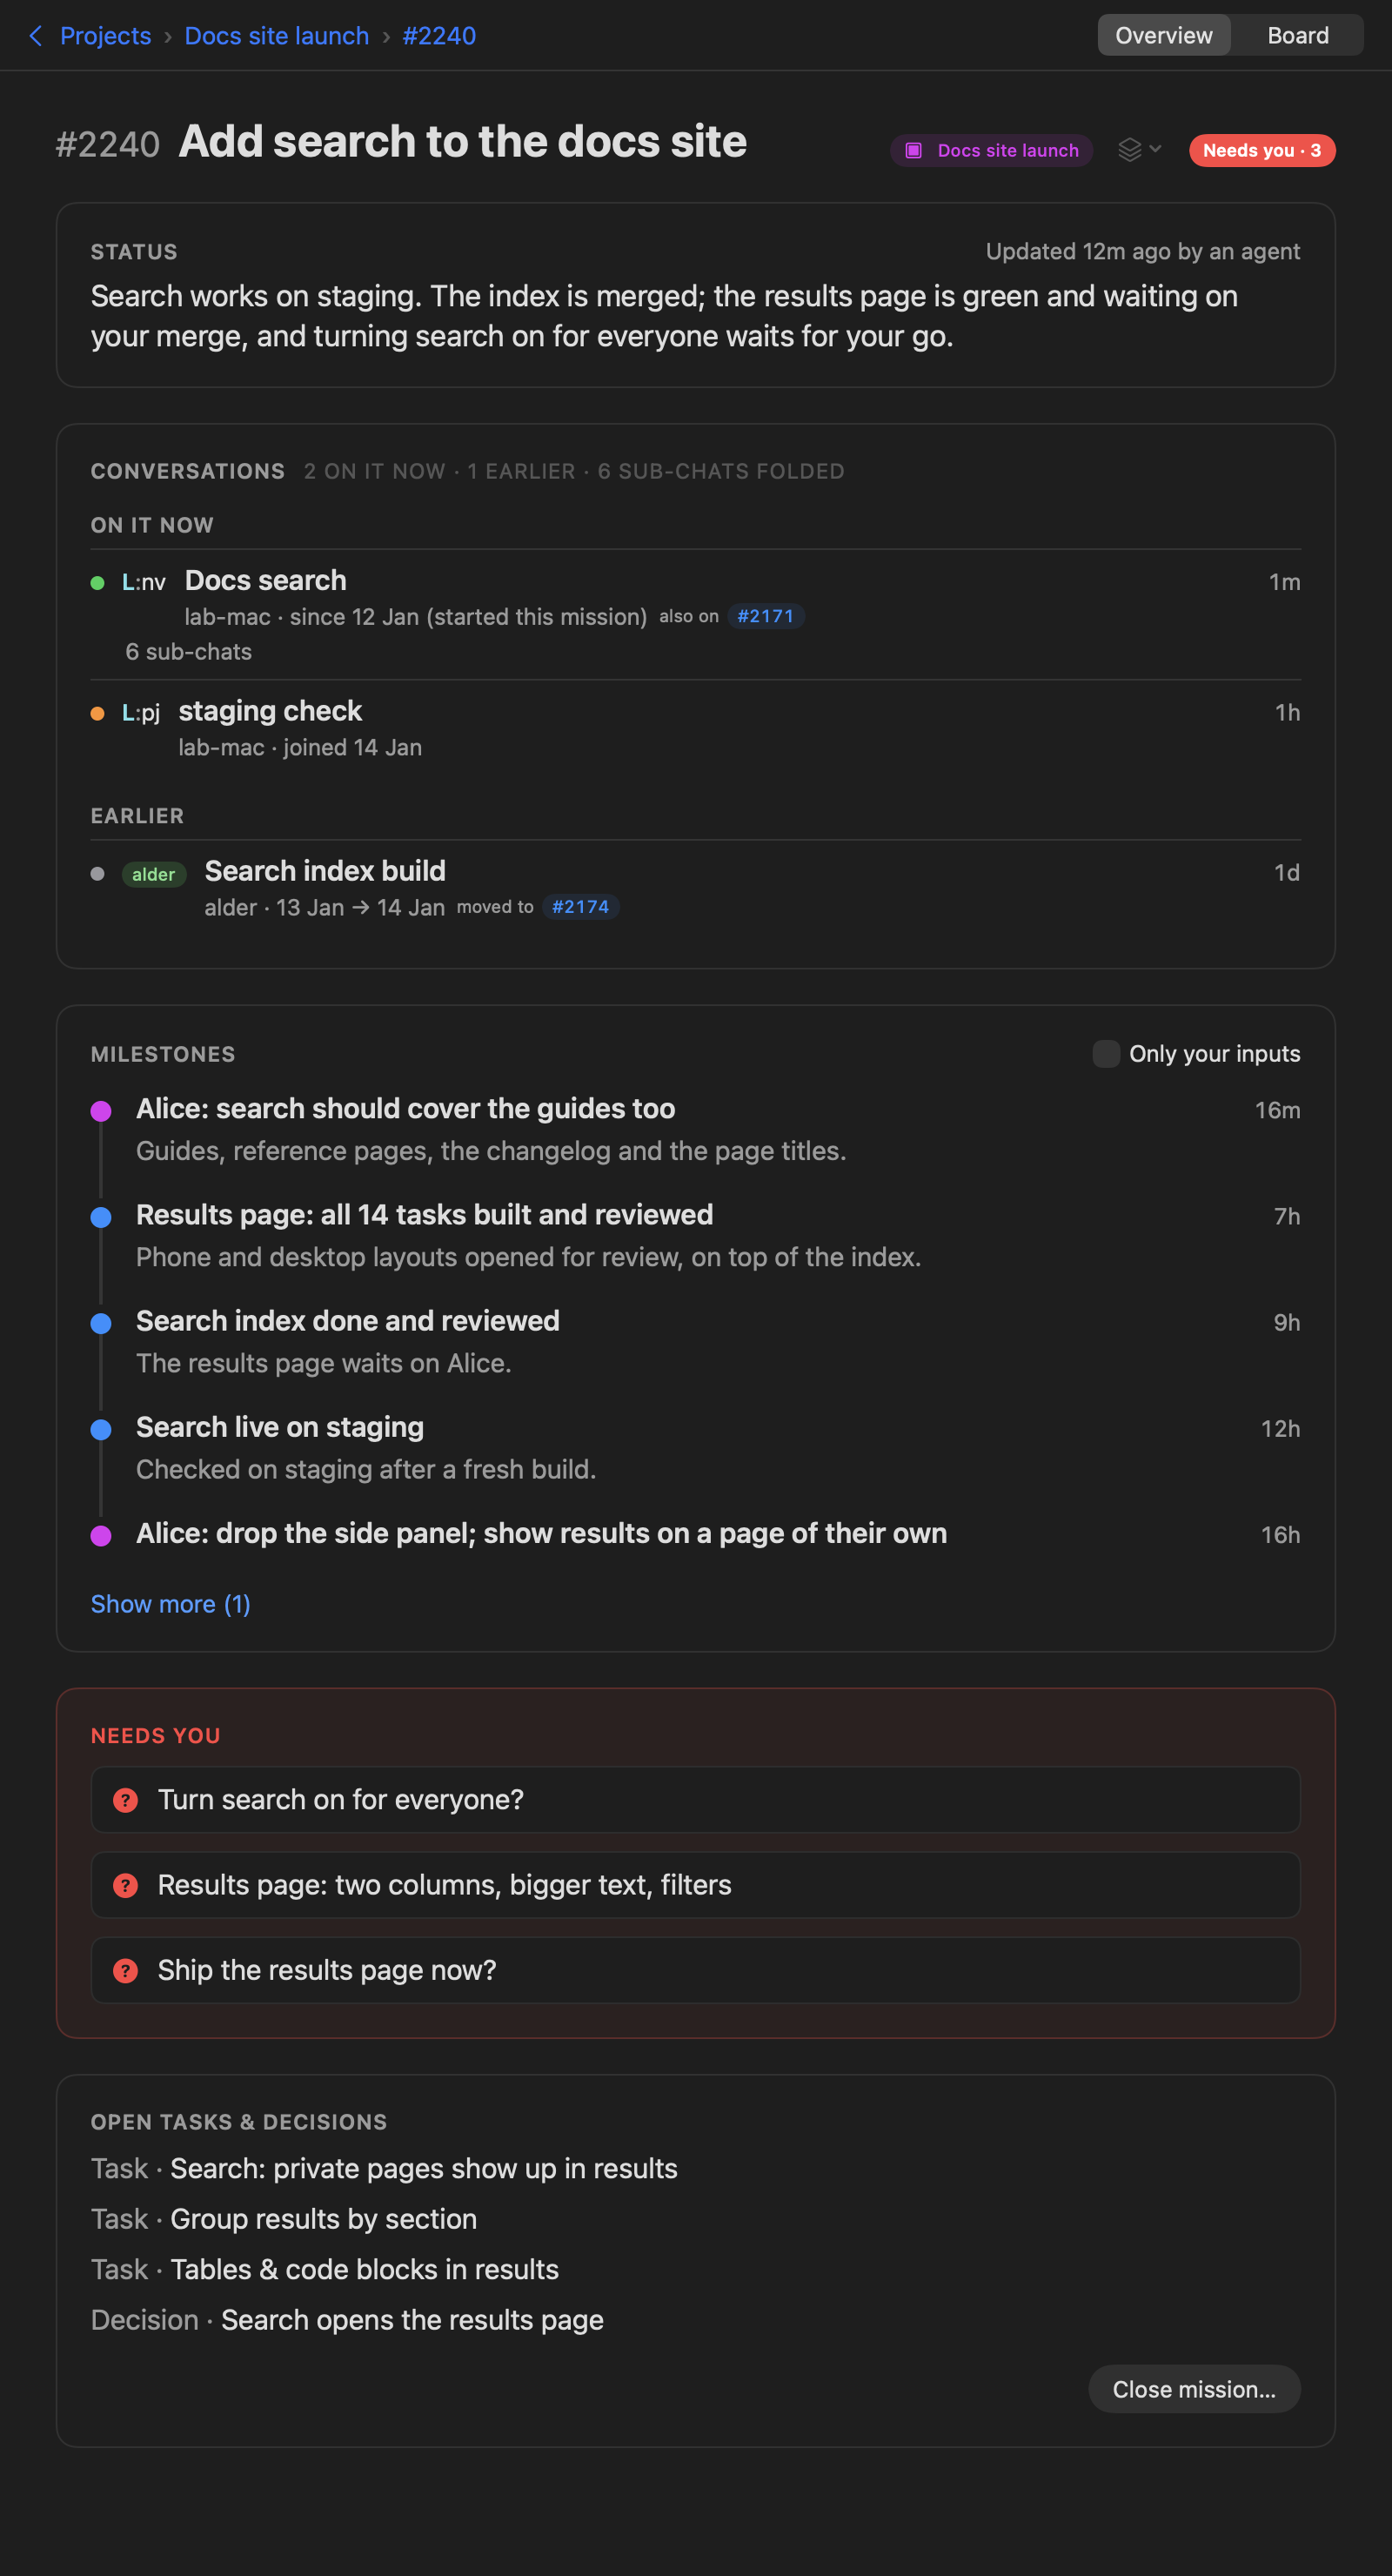 Projects › Docs site launch › #2240
Overview
Board
#2240 Add search to the docs site
Docs site launch
Needs you · 3
STATUS
Updated 12m ago by an agent
Search works on staging. The index is merged; the results page is green and waiting on
your merge, and turning search on for everyone waits for your go.
CONVERSATIONS 2 ON IT NOW · 1 EARLIER · 6 SUB-CHATS FOLDED
ON IT NOW
L:nv Docs search 1m
lab-mac · since 12 Jan (started this mission) also on #2171
6 sub-chats
L:pj staging check 1h
lab-mac · joined 14 Jan
EARLIER
alder Search index build 1d
alder · 13 Jan → 14 Jan moved to #2174
MILESTONES
Only your inputs
Alice: search should cover the guides too 16m
Guides, reference pages, the changelog and the page titles.
Results page: all 14 tasks built and reviewed 7h
Phone and desktop layouts opened for review, on top of the index.
Search index done and reviewed 9h
The results page waits on Alice.
Search live on staging 12h
Checked on staging after a fresh build.
Alice: drop the side panel; show results on a page of their own 16h
Show more (1)
NEEDS YOU
? Turn search on for everyone?
? Results page: two columns, bigger text, filters
? Ship the results page now?
OPEN TASKS & DECISIONS
Task · Search: private pages show up in results
Task · Group results by section
Task · Tables & code blocks in results
Decision · Search opens the results page
Close mission...